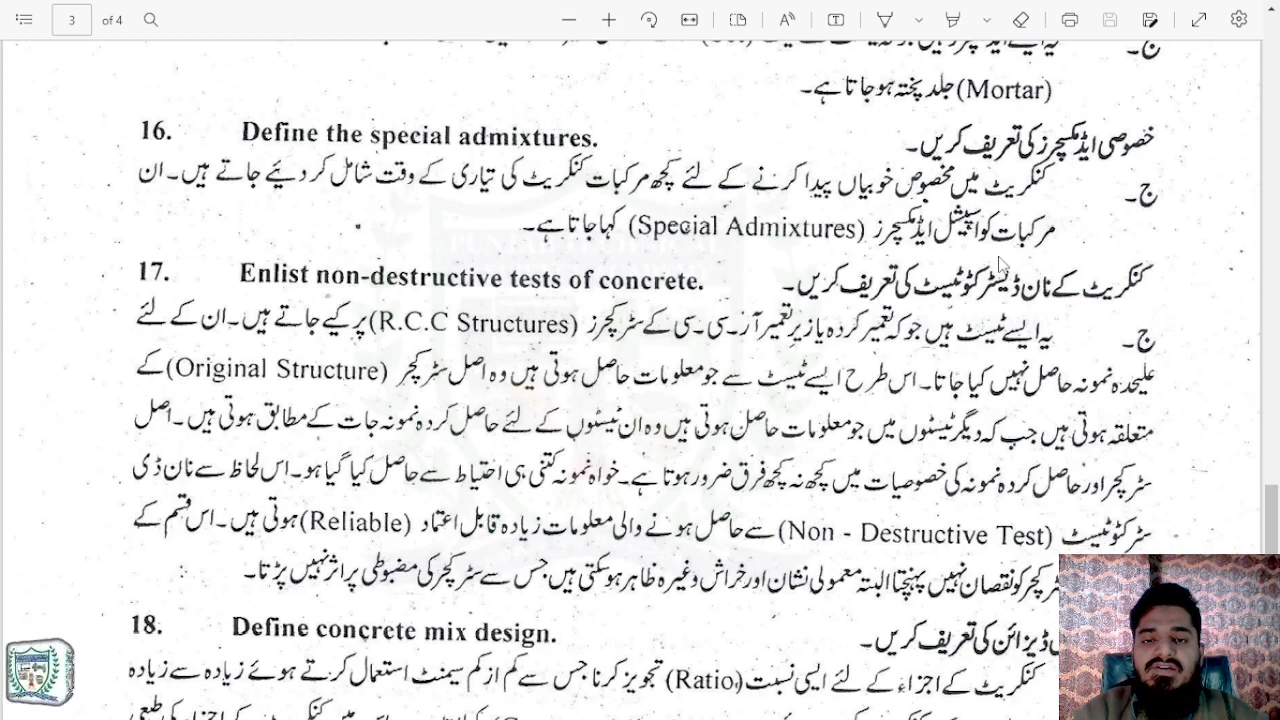 3 of 4
(Mortar) جلد پختہ ہو جاتا ہے۔
16. Define the special admixtures. خصوصی ایڈمکسچرز کی تعریف کریں۔
ج۔ کنکریٹ میں مخصوص خوبیاں پیدا کرنے کے لئے کچھ مرکبات کنکریٹ کی تیاری کے وقت شامل کر دیئے جاتے ہیں۔ ان
مرکبات کو اسپیشل ایڈمکسچرز (Special Admixtures) کہا جاتا ہے۔
17. Enlist non-destructive tests of concrete. کنکریٹ کے نان ڈیسٹرکٹو ٹیسٹ کی تعریف کریں۔
ج۔ یہ ایسے ٹیسٹ ہیں جو کہ تعمیر کردہ یا زیر تعمیر آر۔سی۔سی کے سٹرکچرز (R.C.C Structures) پر کیے جاتے ہیں۔ ان کے لئے
علیحدہ نمونہ حاصل نہیں کیا جاتا۔ اس طرح ایسے ٹیسٹ سے جو معلومات حاصل ہوتی ہیں وہ اصل سٹرکچر (Original Structure) کے
متعلقہ ہوتی ہیں جب کہ دیگر ٹیسٹوں میں جو معلومات حاصل ہوتی ہیں وہ ان ٹیسٹوں کے لئے حاصل کردہ نمونہ جات کے مطابق ہوتی ہیں۔ اصل
سٹرکچر اور حاصل کردہ نمونہ کی خصوصیات میں کچھ نہ کچھ فرق ضرور ہوتا ہے۔ خواہ نمونہ کتنی ہی احتیاط سے حاصل کیا گیا ہو۔ اس لحاظ سے نان ڈی
سٹرکٹو ٹیسٹ (Non - Destructive Test) سے حاصل ہونے والی معلومات زیادہ قابل اعتماد (Reliable) ہوتی ہیں۔ اس قسم کے
سٹرکچر کو نقصان نہیں پہنچتا البتہ معمولی نشان اور خراش وغیرہ ظاہر ہو سکتی ہیں جس سے سٹرکچر کی مضبوطی پر اثر نہیں پڑتا۔
18. Define concrete mix design. ڈیزائن کی تعریف کریں۔
کنکریٹ کے اجزاء کے لئے ایسی نسبت (Ratio) تجویز کرنا جس سے کم از کم سیمنٹ استعمال کرتے ہوئے زیادہ سے زیادہ